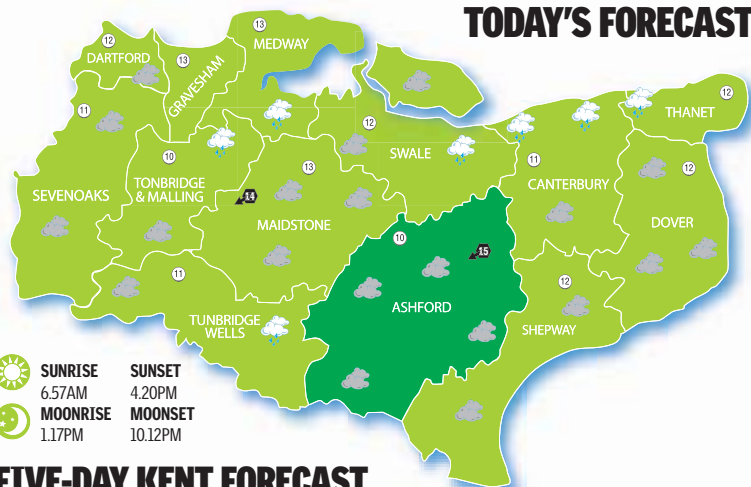 TODAY'S FORECAST
13
MEDWAY
12
DARTFORD
13
GRAVESHAM
12
THANET
11
12
SWALE
10
TONBRIDGE
& MALLING
13
11
CANTERBURY
12
DOVER
SEVENOAKS
14
MAIDSTONE
10
15
ASHFORD
11
TUNBRIDGE
WELLS
12
SHEPWAY
SUNRISE SUNSET
6.57AM 4.20PM
MOONRISE MOONSET
1.17PM 10.12PM
FIVE-DAY KENT FORECAST